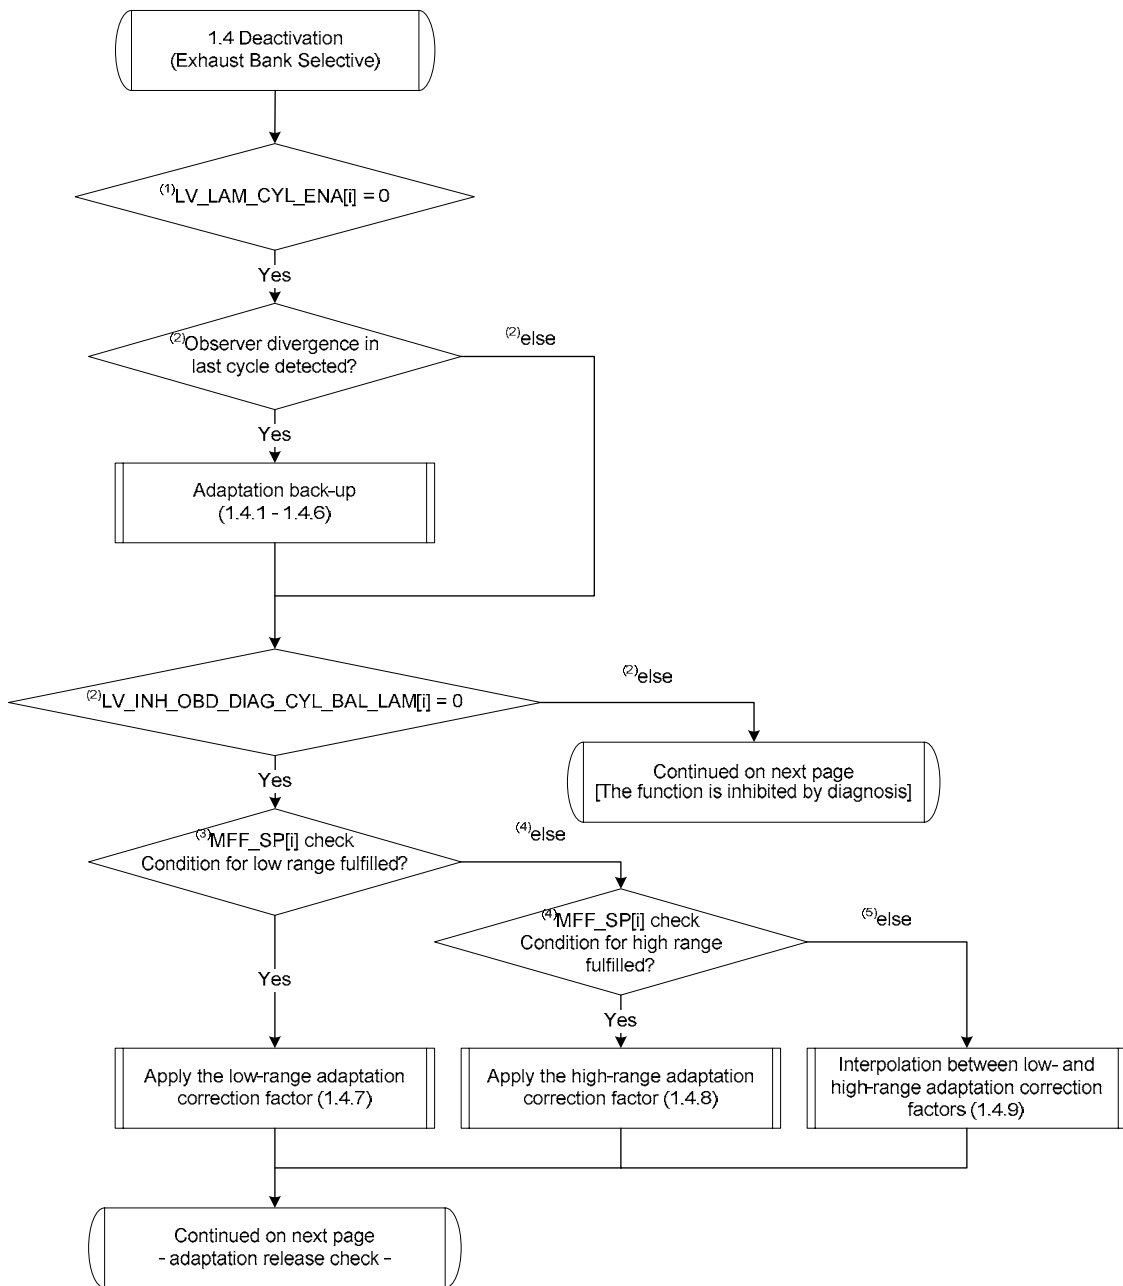 1.4 Deactivation
(Exhaust Bank Selective)
(1)LV_LAM_CYL_ENA[i] = 0
Yes
(2)Observer divergence in
last cycle detected?
(2)else
Yes
Adaptation back-up
(1.4.1 - 1.4.6)
(2)LV_INH_OBD_DIAG_CYL_BAL_LAM[i] = 0
(2)else
Continued on next page
[The function is inhibited by diagnosis]
Yes
(3)MFF_SP[i] check
Condition for low range fulfilled?
(4)else
(4)MFF_SP[i] check
Condition for high range
fulfilled?
(5)else
Yes
Yes
Apply the low-range adaptation
correction factor (1.4.7)
Apply the high-range adaptation
correction factor (1.4.8)
Interpolation between low- and
high-range adaptation correction
factors (1.4.9)
Continued on next page
- adaptation release check -